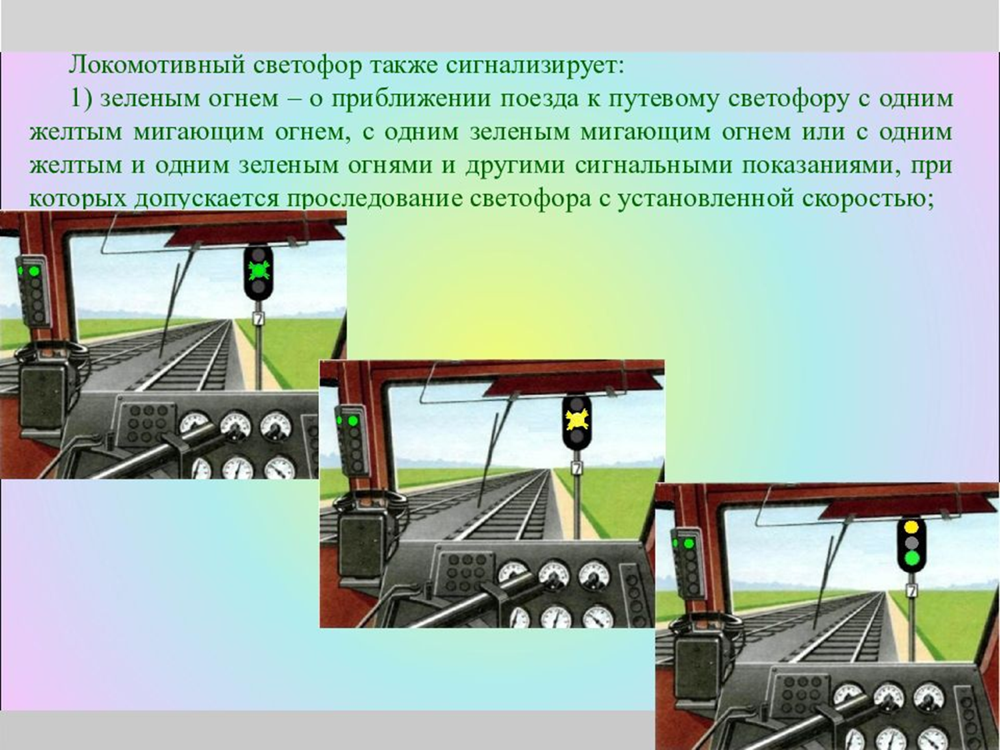 Локомотивный светофор также сигнализирует:
1) зеленым огнем – о приближении поезда к путевому светофору с одним
желтым мигающим огнем, с одним зеленым мигающим огнем или с одним
желтым и одним зеленым огнями и другими сигнальными показаниями, при
которых допускается проследование светофора с установленной скоростью;
7
7
7